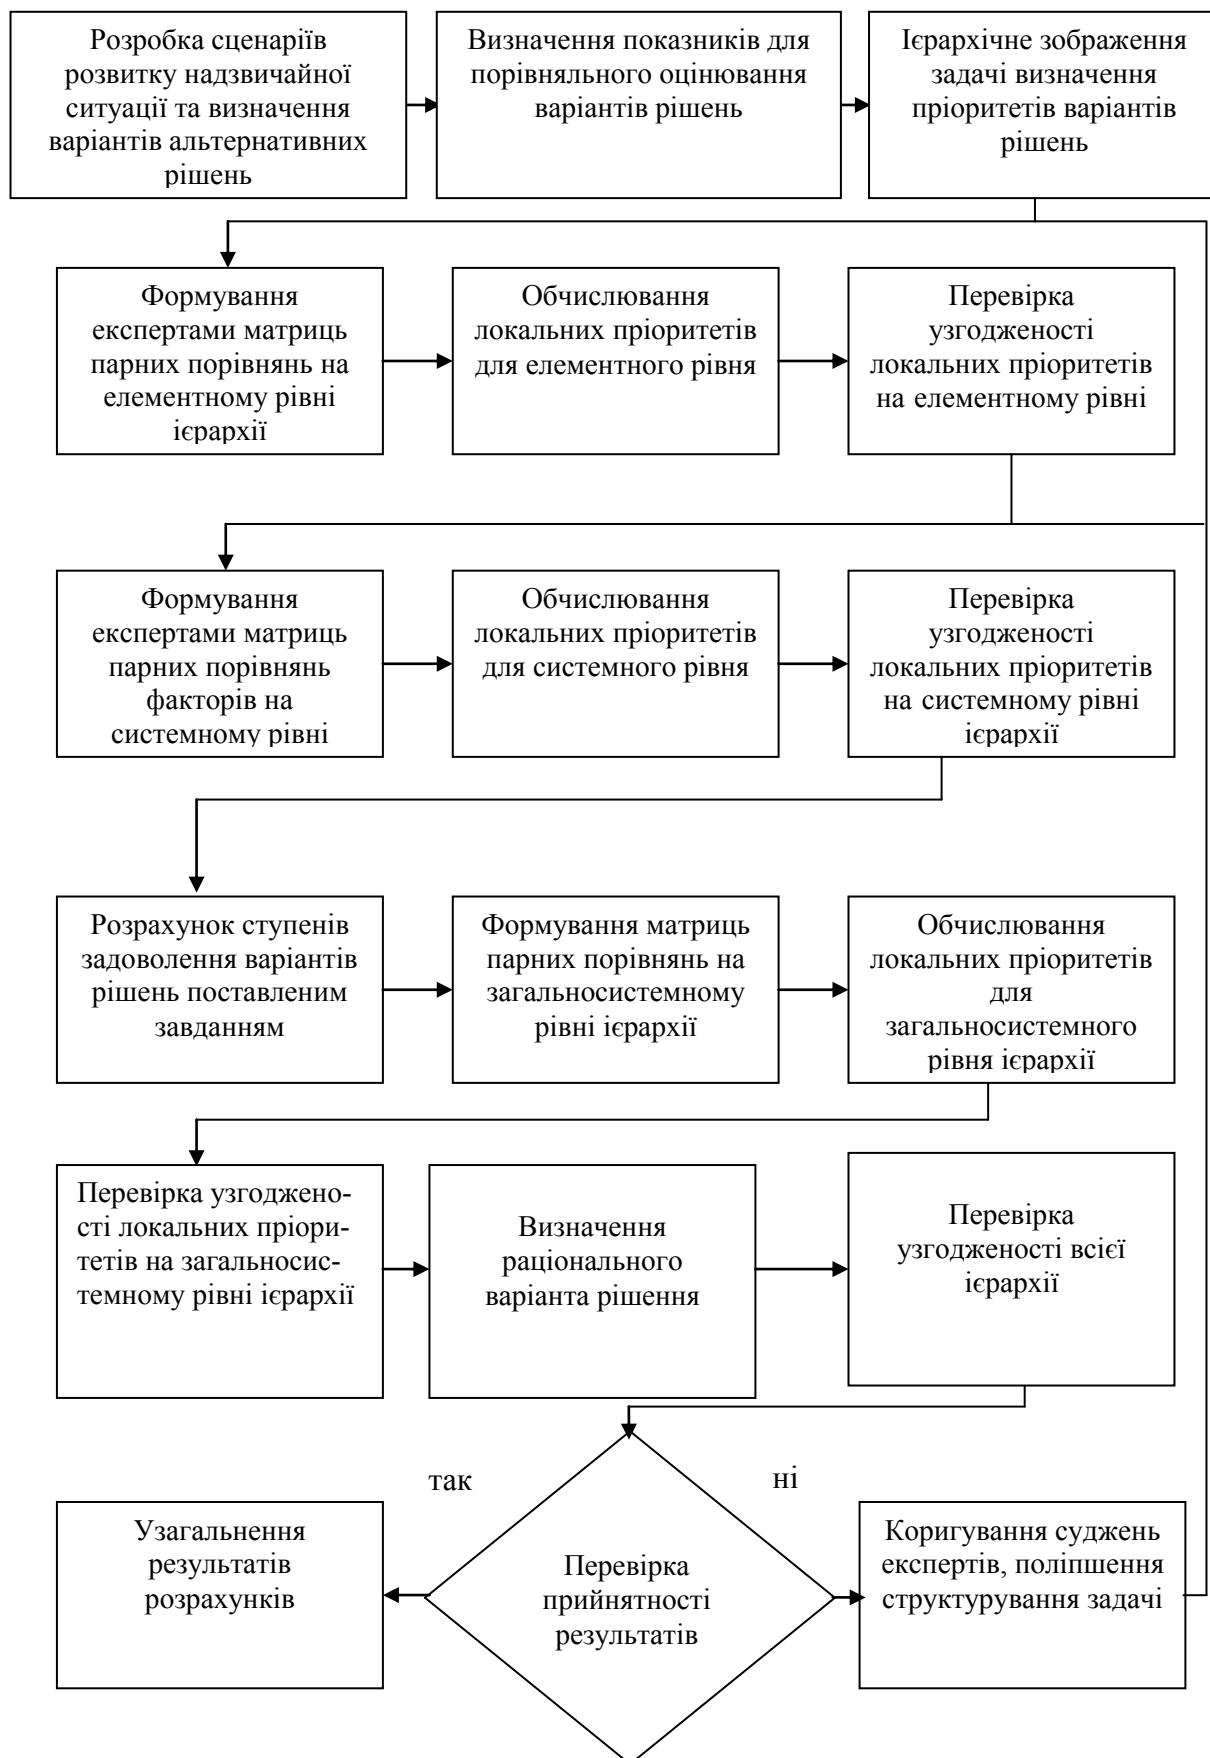 Розробка сценаріїв
розвитку надзвичайної
ситуації та визначення
варіантів альтернативних
рішень
Визначення показників для
порівняльного оцінювання
варіантів рішень
Ієрархічне зображення
задачі визначення
пріоритетів варіантів
рішень
Формування
експертами матриць
парних порівнянь на
елементному рівні
ієрархії
Обчислювання
локальних пріоритетів
для елементного рівня
Перевірка
узгодженості
локальних пріоритетів
на елементному рівні
Формування
експертами матриць
парних порівнянь
факторів на
системному рівні
Обчислювання
локальних пріоритетів
для системного рівня
Перевірка
узгодженості
локальних пріоритетів
на системному рівні
ієрархії
Розрахунок ступенів
задоволення варіантів
рішень поставленим
завданням
Формування матриць
парних порівнянь на
загальносистемному
рівні ієрархії
Обчислювання
локальних пріоритетів
для
загальносистемного
рівня ієрархії
Перевірка узгоджено-
сті локальних пріори-
тетів на загальносис-
темному рівні ієрархії
Визначення
раціонального
варіанта рішення
Перевірка
узгодженості всієї
ієрархії
так
ні
Узагальнення
результатів
розрахунків
Перевірка
прийнятності
результатів
Коригування суджень
експертів, поліпшення
структурування задачі